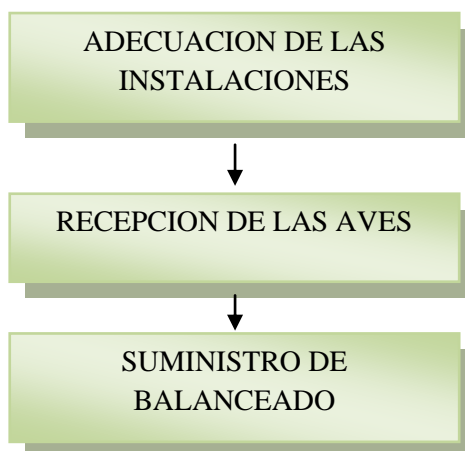 ADECUACION DE LAS
INSTALACIONES
RECEPCION DE LAS AVES
SUMINISTRO DE
BALANCEADO